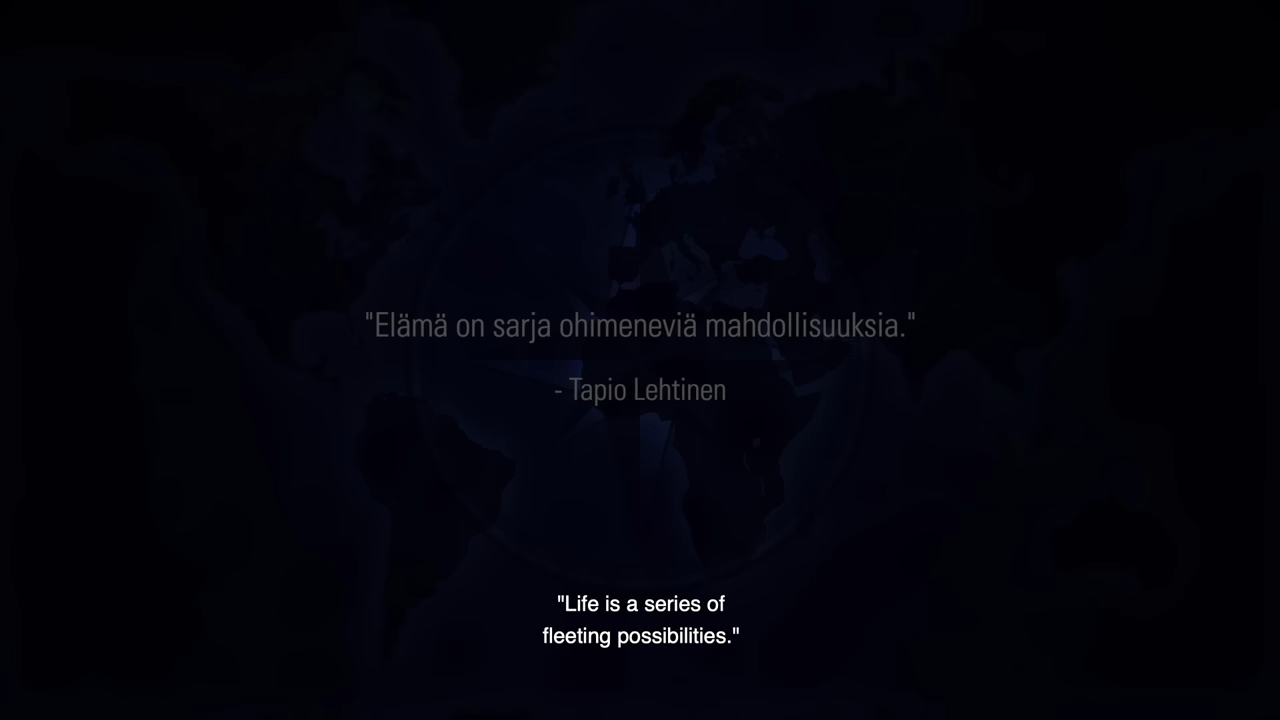 "Elämä on sarja ohimeneviä mahdollisuuksia."
- Tapio Lehtinen
"Life is a series of
fleeting possibilities."